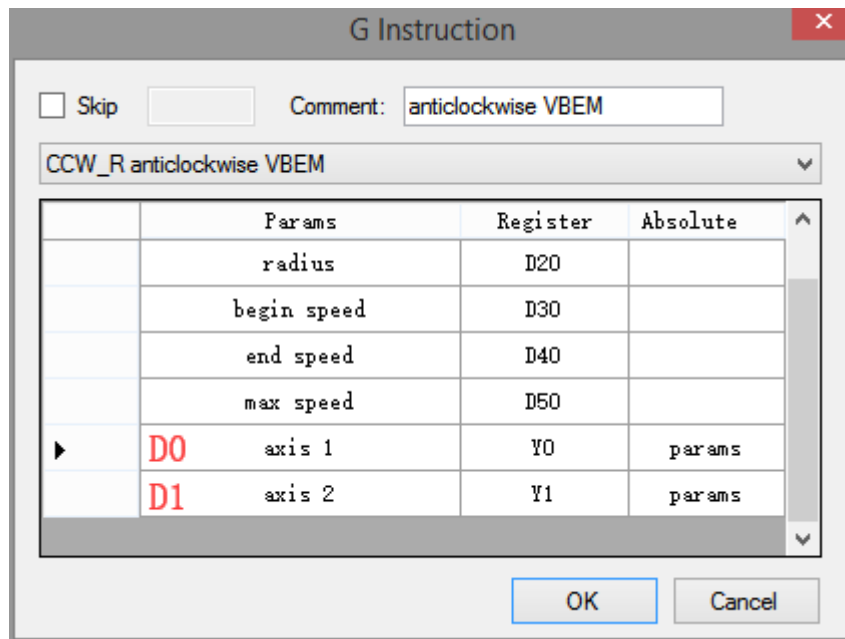 G Instruction
Skip Comment: anticlockwise VBEM
CCW_R anticlockwise VBEM
Params Register Absolute
radius D20
begin speed D30
end speed D40
max speed D50
D0 axis 1 Y0 params
D1 axis 2 Y1 params
OK Cancel